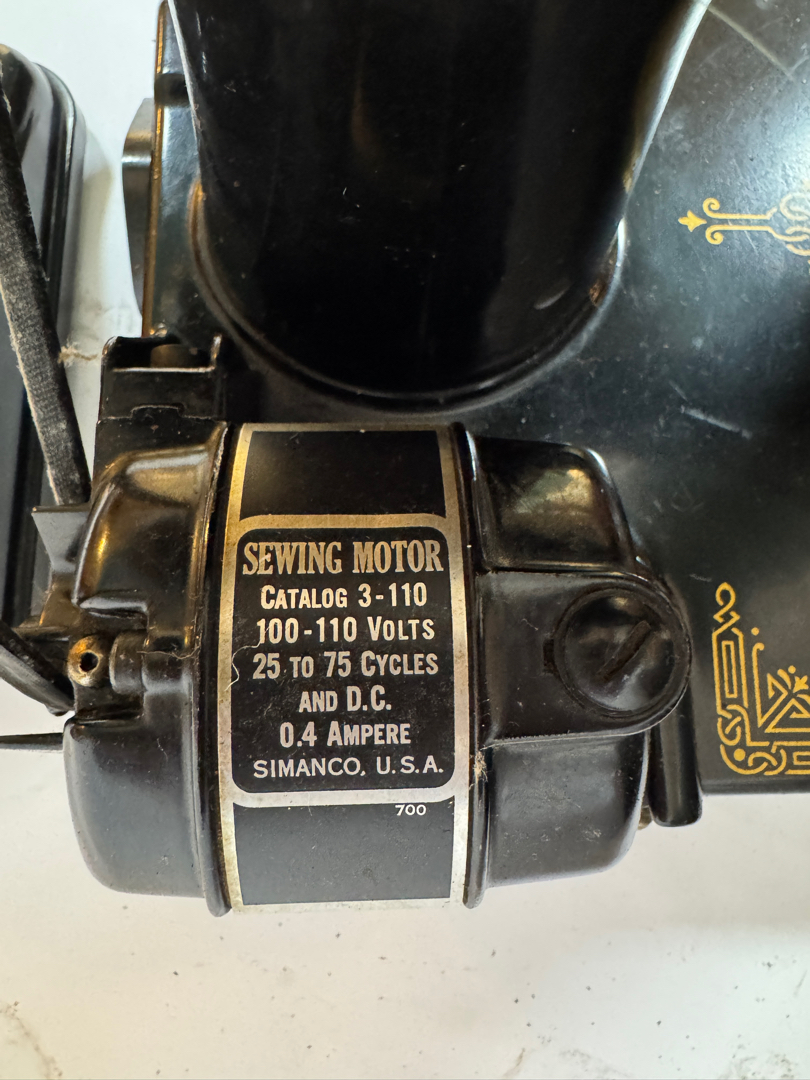 SEWING MOTOR
CATALOG 3-110
100-110 VOLTS
25 TO 75 CYCLES
AND D.C.
0.4 AMPERE
SIMANCO, U.S.A.
700